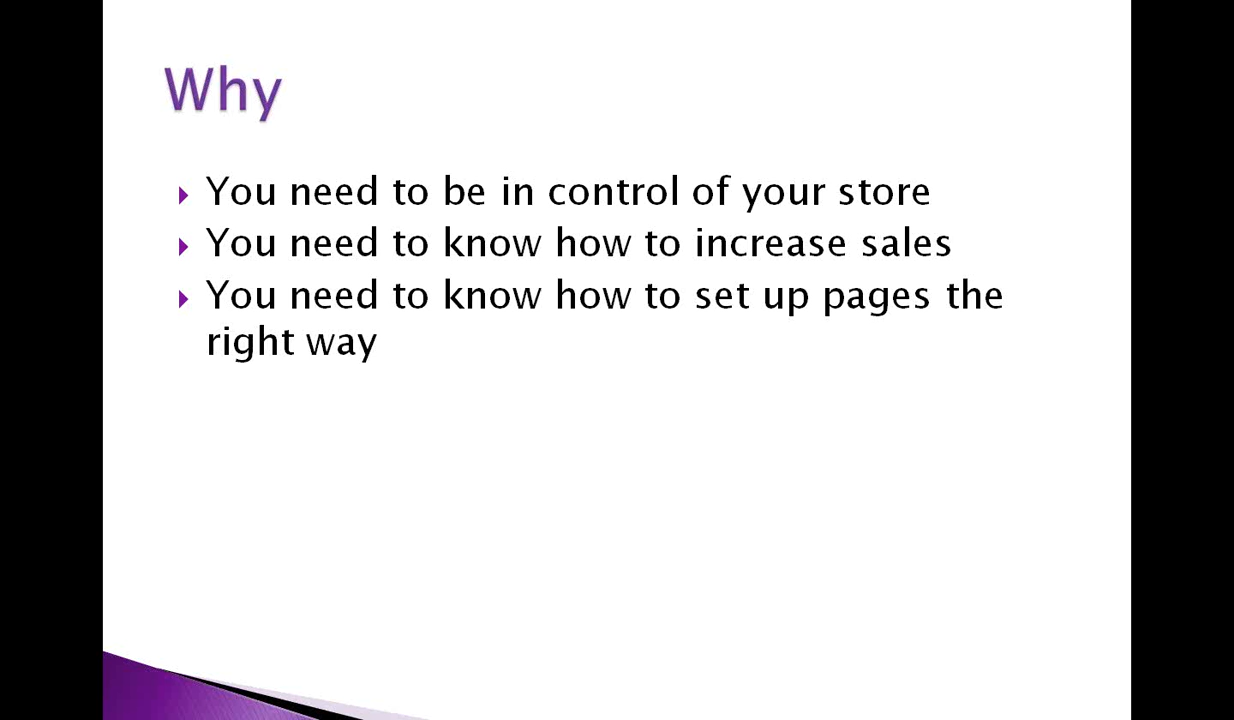 Why
You need to be in control of your store
You need to know how to increase sales
You need to know how to set up pages the
right way